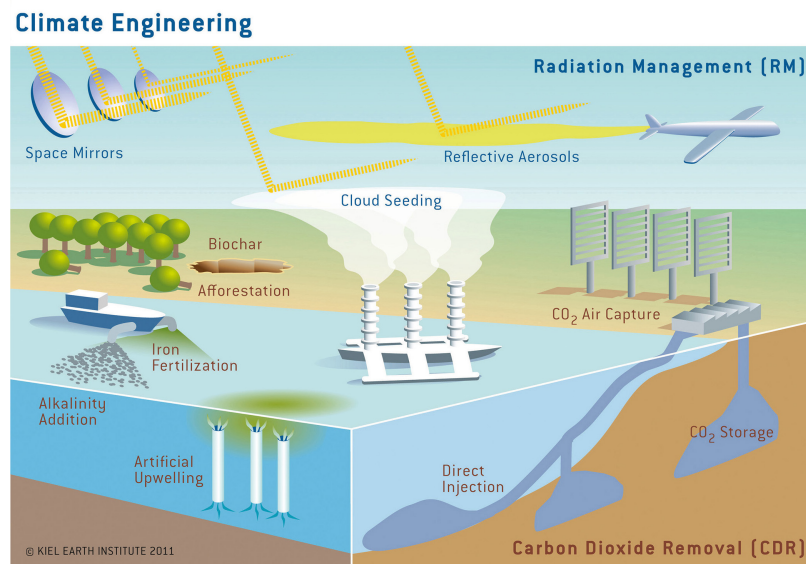 Climate Engineering
Radiation Management (RM)
Space Mirrors
Reflective Aerosols
Cloud Seeding
Biochar
Afforestation
CO₂ Air Capture
Iron
Fertilization
Alkalinity
Addition
CO₂ Storage
Artificial
Upwelling
Direct
Injection
© KIEL EARTH INSTITUTE 2011
Carbon Dioxide Removal (CDR)